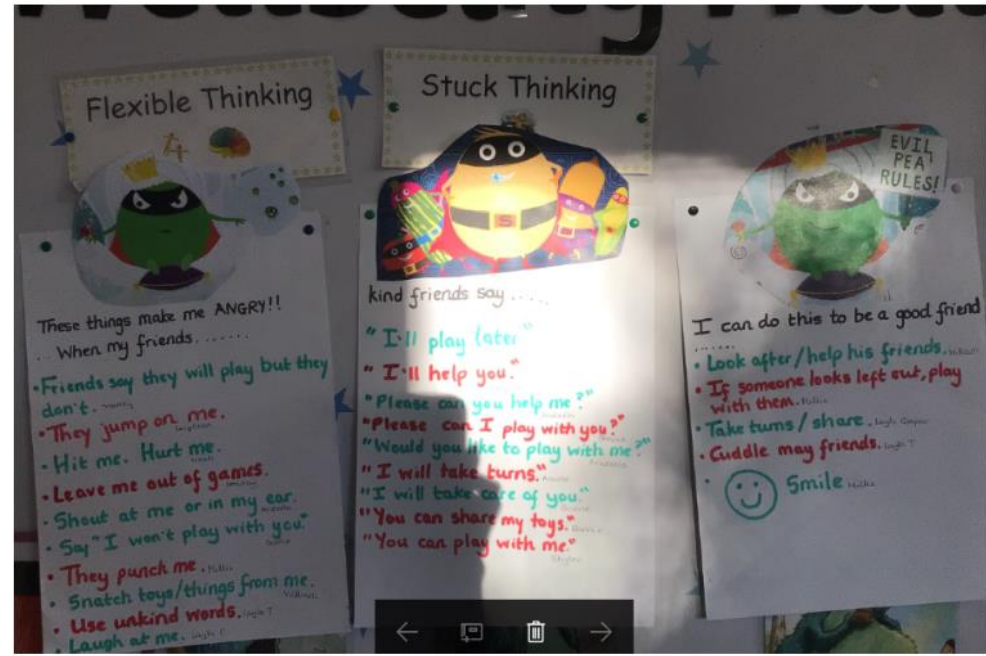 Flexible Thinking
These things make me ANGRY!!
... When my friends .......
• Friends say they will play but they
don't.
• They jump on me.
• Hit me. Hurt me.
• Leave me out of games.
• Shout at me or in my ear.
• Say "I won't play with you."
• They punch me. Hollie
• Snatch toys/things from me.
• Use unkind words. Layla T
• Laugh at me.
Stuck Thinking
S
kind friends say .....
"I'll play later"
"I'll help you."
"Please can you help me?"
"Please can I play with you?"
"Would you like to play with me?"
"I will take turns."
"I will take care of you."
"You can share my toys."
"You can play with me."
EVIL
PEA
RULES!
I can do this to be a good friend
......
• Look after/help his friends.
• If someone looks left out, play
with them. Hollie
• Take turns/share.
• Cuddle may friends. Layla T
• Smile